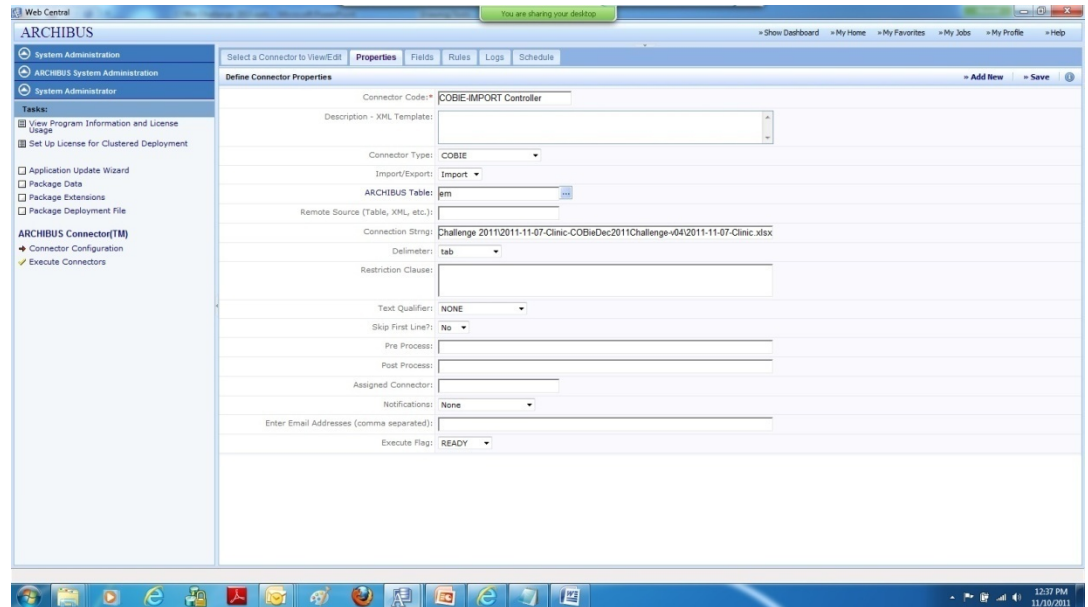 Web Central
You are sharing your desktop
ARCHIBUS
» Show Dashboard » My Home » My Favorites » My Jobs » My Profile » Help
System Administration
ARCHIBUS System Administration
System Administrator
Tasks:
View Program Information and License
Usage
Set Up License for Clustered Deployment
Application Update Wizard
Package Data
Package Extensions
Package Deployment File
ARCHIBUS Connector(TM)
Connector Configuration
Execute Connectors
Select a Connector to View/Edit Properties Fields Rules Logs Schedule
Define Connector Properties » Add New » Save
Connector Code:* COBIE-IMPORT Controller
Description - XML Template:
Connector Type: COBIE
Import/Export: Import
ARCHIBUS Table: em ...
Remote Source (Table, XML, etc.):
Connection Strng: Challenge 2011\2011-11-07-Clinic-COBieDec2011Challenge-v04\2011-11-07-Clinic.xlsx
Delimeter: tab
Restriction Clause:
Text Qualifier: NONE
Skip First Line?: No
Pre Process:
Post Process:
Assigned Connector:
Notifications: None
Enter Email Addresses (comma separated):
Execute Flag: READY
12:37 PM
11/10/2011